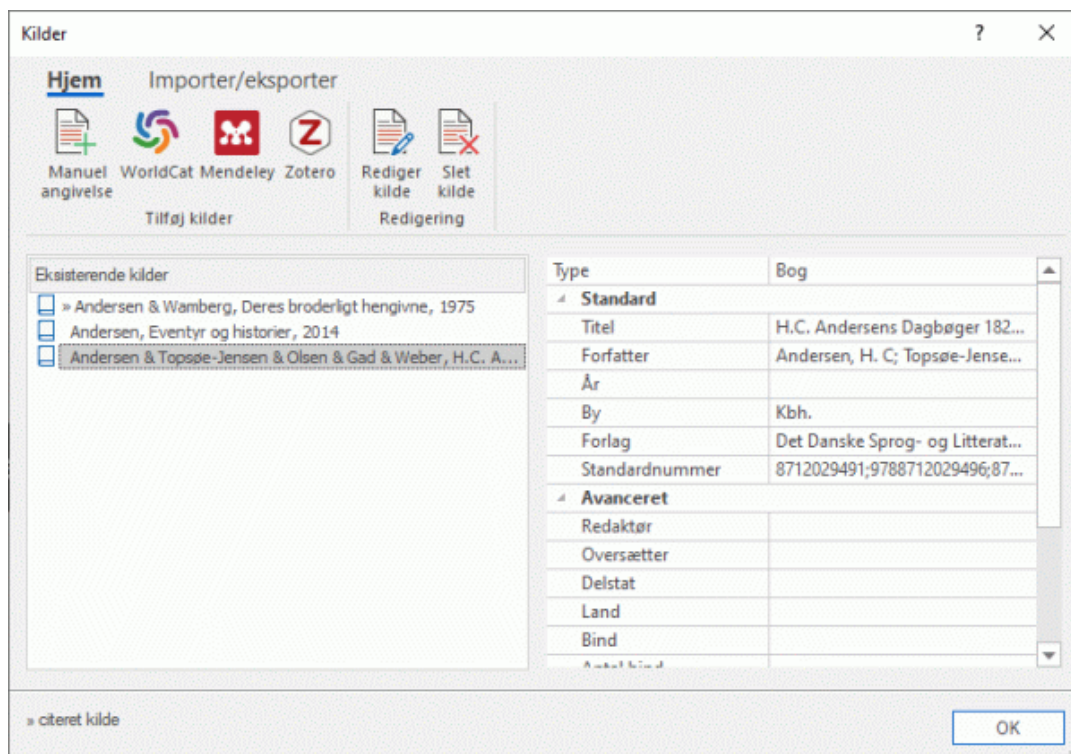 Kilder
?
Hjem Importer/eksporter
Manuel angivelse
WorldCat
Mendeley
Zotero
Rediger kilde
Slet kilde
Tilføj kilder
Redigering
Eksisterende kilder
» Andersen & Wamberg, Deres broderligt hengivne, 1975
Andersen, Eventyr og historier, 2014
Andersen & Topsøe-Jensen & Olsen & Gad & Weber, H.C. A...
Type Bog
Standard
Titel H.C. Andersens Dagbøger 182...
Forfatter Andersen, H. C; Topsøe-Jense...
År
By Kbh.
Forlag Det Danske Sprog- og Litterat...
Standardnummer 8712029491;9788712029496;87...
Avanceret
Redaktør
Oversætter
Delstat
Land
Bind
Antal bind
» citeret kilde
OK